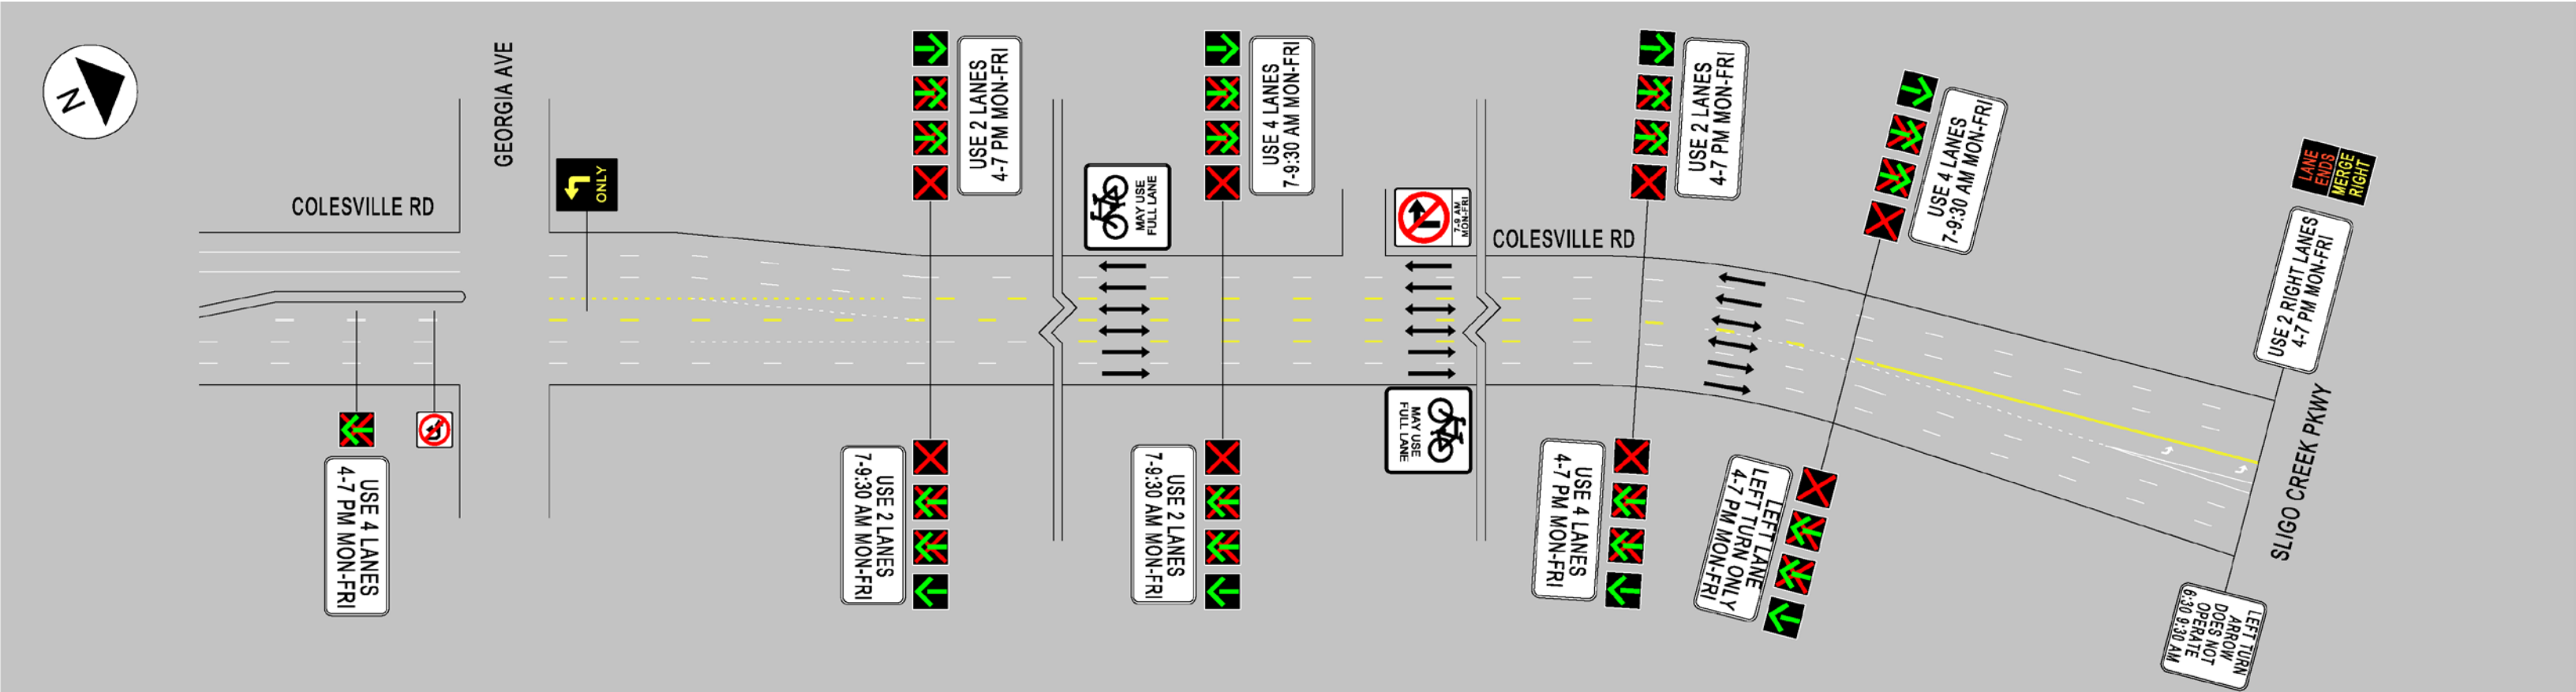 N
COLESVILLE RD
GEORGIA AVE
ONLY
USE 4 LANES
4-7 PM MON-FRI
USE 2 LANES
4-7 PM MON-FRI
USE 2 LANES
7-9:30 AM MON-FRI
MAY USE
FULL LANE
USE 4 LANES
7-9:30 AM MON-FRI
USE 2 LANES
7-9:30 AM MON-FRI
7-9 AM
MON-FRI
MAY USE
FULL LANE
COLESVILLE RD
USE 2 LANES
4-7 PM MON-FRI
USE 4 LANES
4-7 PM MON-FRI
USE 4 LANES
7-9:30 AM MON-FRI
LEFT LANE
LEFT TURN ONLY
4-7 PM MON-FRI
LANE
ENDS
MERGE
RIGHT
USE 2 RIGHT LANES
4-7 PM MON-FRI
SLIGO CREEK PKWY
LEFT TURN
ARROW
DOES NOT
OPERATE
6:30 9:30 AM